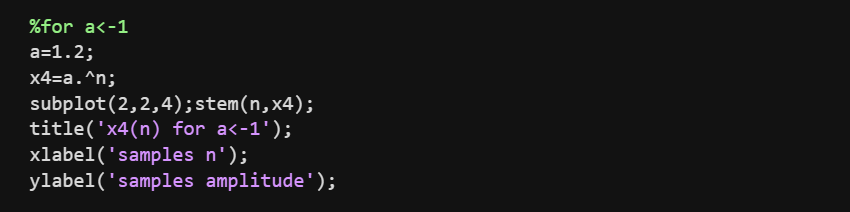 %for a<-1
a=1.2;
x4=a.^n;
subplot(2,2,4);stem(n,x4);
title('x4(n) for a<-1');
xlabel('samples n');
ylabel('samples amplitude');